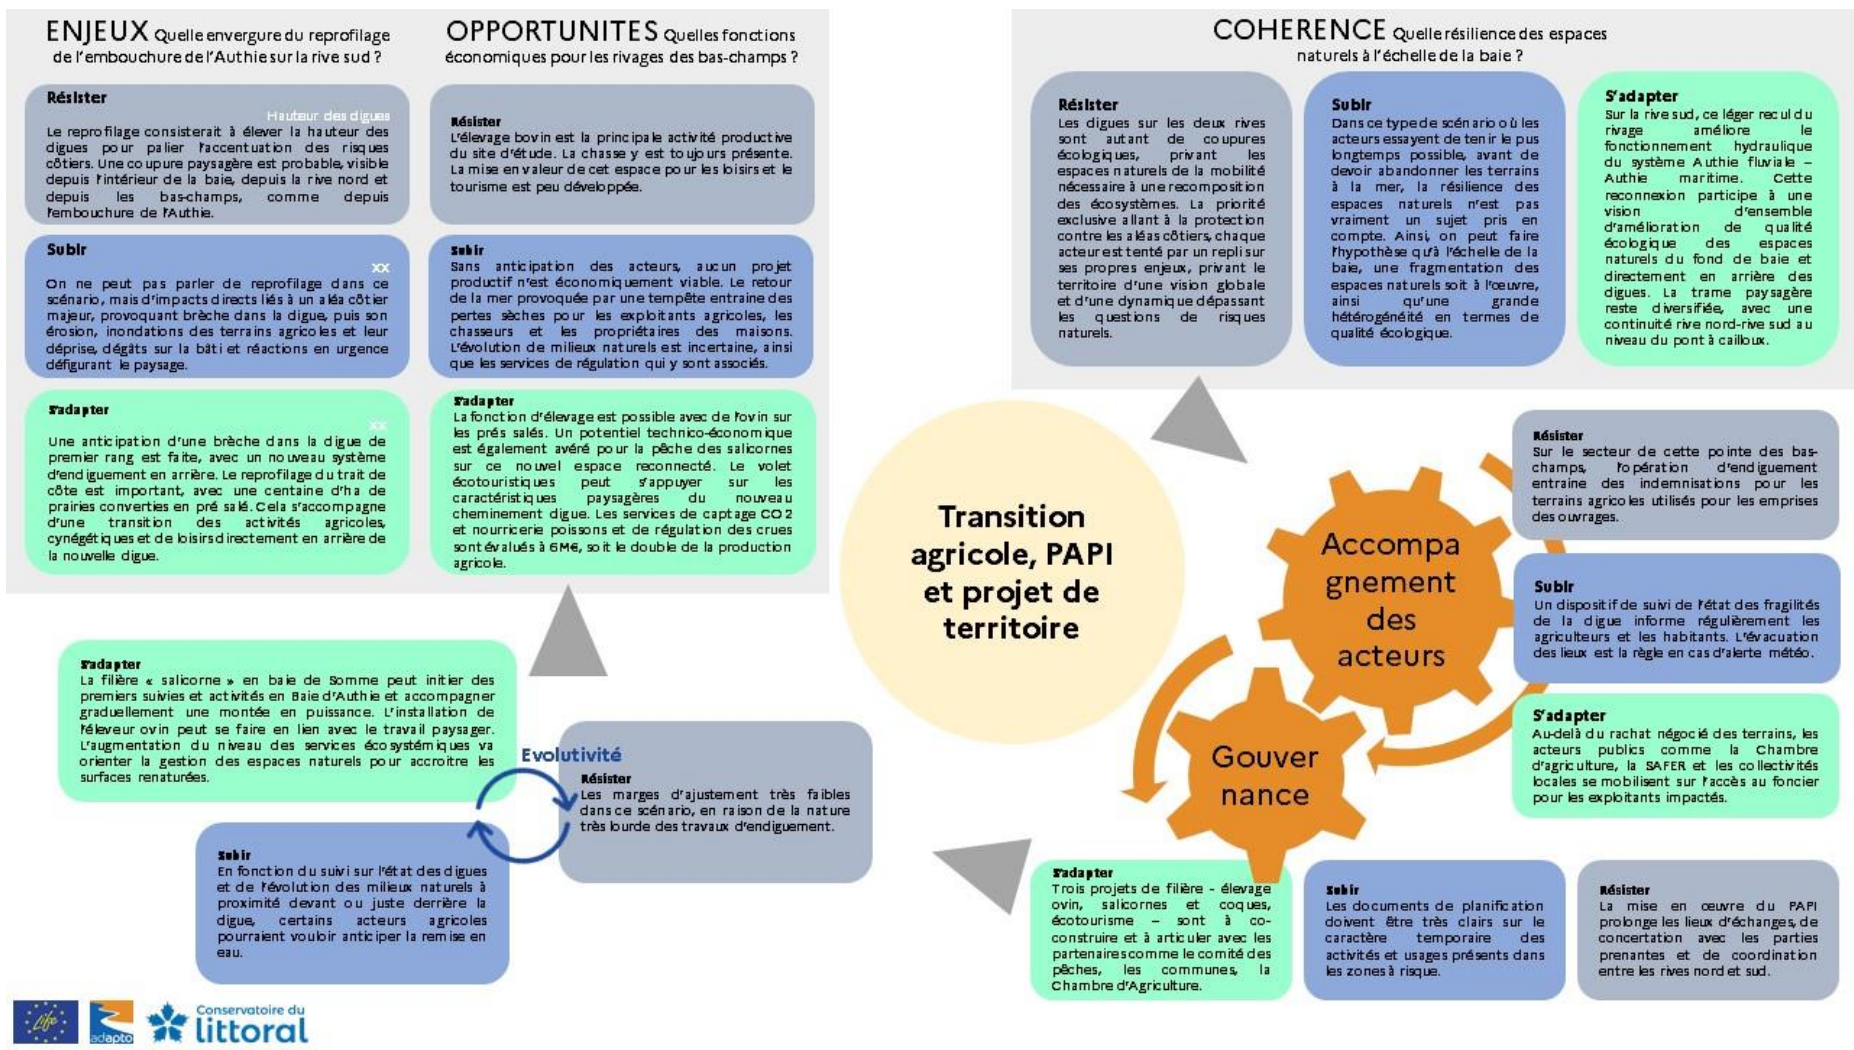 ENJEUX Quelle envergure du reprofilage
de l'embouchure de l'Authie sur la rive sud ?
Résister
Hauteur des digues
Le reprofilage consisterait à élever la hauteur des
digues pour palier l'accentuation des risques
côtiers. Une coupure paysagère est probable, visible
depuis l'intérieur de la baie, depuis la rive nord et
depuis les bas-champs, comme depuis
l'embouchure de l'Authie.
Subir
xx
On ne peut pas parler de reprofilage dans ce
scénario, mais d'impacts directs liés à un aléa côtier
majeur, provoquant brèche dans la digue, puis son
érosion, inondations des terrains agricoles et leur
déprise, dégâts sur la bâti et réactions en urgence
défigurant le paysage.
S'adapter
xx
Une anticipation d'une brèche dans la digue de
premier rang est faite, avec un nouveau système
d'endiguement en arrière. Le reprofilage du trait de
côte est important, avec une centaine d'ha de
prairies converties en pré salé. Cela s'accompagne
d'une transition des activités agricoles,
cynégétiques et de loisirs directement en arrière de
la nouvelle digue.
OPPORTUNITES Quelles fonctions
économiques pour les rivages des bas-champs ?
Résister
L'élevage bovin est la principale activité productive
du site d'étude. La chasse y est toujours présente.
La mise en valeur de cet espace pour les loisirs et le
tourisme est peu développée.
Subir
Sans anticipation des acteurs, aucun projet
productif n'est économiquement viable. Le retour
de la mer provoquée par une tempête entraine des
pertes sèches pour les exploitants agricoles, les
chasseurs et les propriétaires des maisons.
L'évolution de milieux naturels est incertaine, ainsi
que les services de régulation qui y sont associés.
S'adapter
La fonction d'élevage est possible avec de l'ovin sur
les prés salés. Un potentiel technico-économique
est également avéré pour la pêche des salicornes
sur ce nouvel espace reconnecté. Le volet
écotouristiques peut s'appuyer sur les
caractéristiques paysagères du nouveau
cheminement digue. Les services de captage CO2
et nourricerie poissons et de régulation des crues
sont évalués à 6M€, soit le double de la production
agricole.
COHERENCE Quelle résilience des espaces
naturels à l'échelle de la baie ?
Résister
Les digues sur les deux rives
sont autant de coupures
écologiques, privant les
espaces naturels de la mobilité
nécessaire à une recomposition
des écosystèmes. La priorité
exclusive allant à la protection
contre les aléas côtiers, chaque
acteur est tenté par un repli sur
ses propres enjeux, privant le
territoire d'une vision globale
et d'une dynamique dépassant
les questions de risques
naturels.
Subir
Dans ce type de scénario où les
acteurs essayent de tenir le pus
longtemps possible, avant de
devoir abandonner les terrains
à la mer, la résilience des
espaces naturels n'est pas
vraiment un sujet pris en
compte. Ainsi, on peut faire
l'hypothèse qu'à l'échelle de la
baie, une fragmentation des
espaces naturels soit à l'œuvre,
ainsi qu'une grande
hétérogénéité en termes de
qualité écologique.
S'adapter
Sur la rive sud, ce léger recul du
rivage améliore le
fonctionnement hydraulique
du système Authie fluviale –
Authie maritime. Cette
reconnexion participe à une
vision d'ensemble
d'amélioration de qualité
écologique des espaces
naturels du fond de baie et
directement en arrière des
digues. La trame paysagère
reste diversifiée, avec une
continuité rive nord-rive sud au
niveau du pont à cailloux.
Transition
agricole, PAPI
et projet de
territoire
Accompa
gnement
des
acteurs
Résister
Sur le secteur de cette pointe des bas-
champs, l'opération d'endiguement
entraine des indemnisations pour les
terrains agricoles utilisés pour les emprises
des ouvrages.
Subir
Un dispositif de suivi de l'état des fragilités
de la digue informe régulièrement les
agriculteurs et les habitants. L'évacuation
des lieux est la règle en cas d'alerte météo.
S'adapter
Au-delà du rachat négocié des terrains, les
acteurs publics comme la Chambre
d'agriculture, la SAFER et les collectivités
locales se mobilisent sur l'accès au foncier
pour les exploitants impactés.
Gouver
nance
S'adapter
Trois projets de filière - élevage
ovin, salicornes et coques,
écotourisme – sont à co-
construire et à articuler avec les
partenaires comme le comité des
pêches, les communes, la
Chambre d'Agriculture.
Subir
Les documents de planification
doivent être très clairs sur le
caractère temporaire des
activités et usages présents dans
les zones à risque.
Résister
La mise en œuvre du PAPI
prolonge les lieux d'échanges, de
concertation avec les parties
prenantes et de coordination
entre les rives nord et sud.
S'adapter
La filière « salicorne » en baie de Somme peut initier des
premiers suivies et activités en Baie d'Authie et accompagner
graduellement une montée en puissance. L'installation de
l'éleveur ovin peut se faire en lien avec le travail paysager.
L'augmentation du niveau des services écosystémiques va
orienter la gestion des espaces naturels pour accroitre les
surfaces renaturées.
Evolutivité
Résister
Les marges d'ajustement très faibles
dans ce scénario, en raison de la nature
très lourde des travaux d'endiguement.
Subir
En fonction du suivi sur l'état des digues
et de l'évolution des milieux naturels à
proximité devant ou juste derrière la
digue, certains acteurs agricoles
pourraient vouloir anticiper la remise en
eau.
Life
adapto
Conservatoire du
littoral